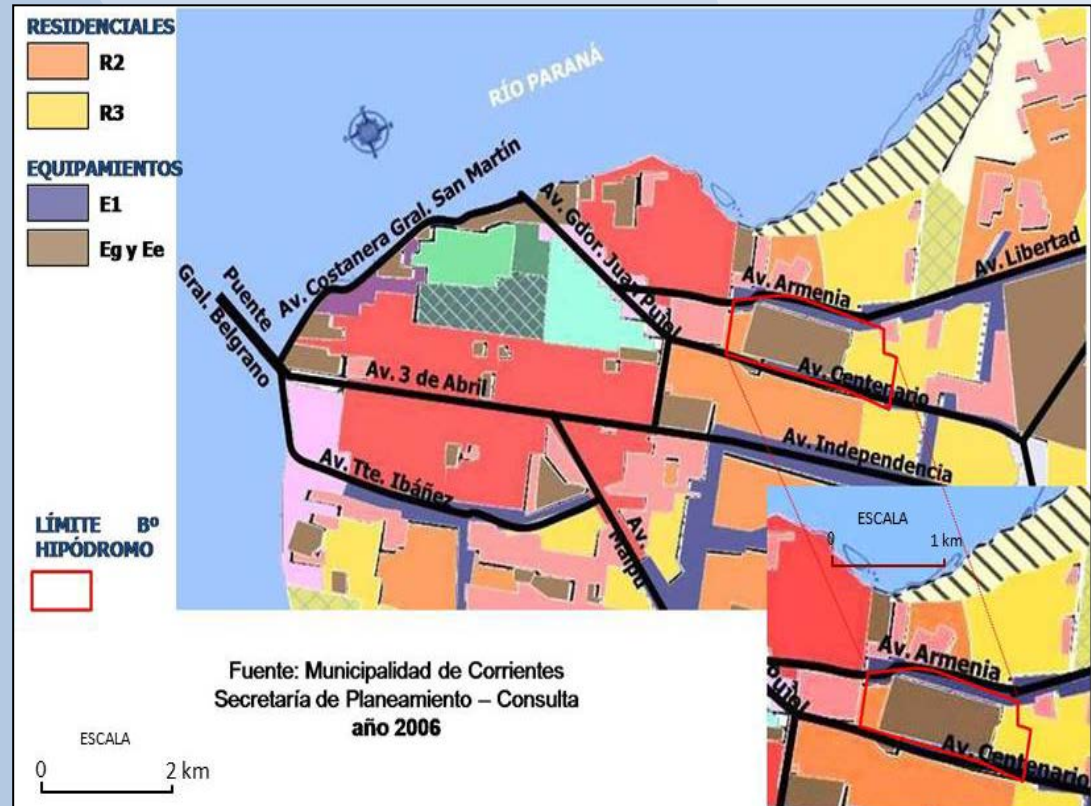 RESIDENCIALES
R2
R3
EQUIPAMIENTOS
E1
Eg y Ee
LÍMITE Bº
HIPÓDROMO
RÍO PARANÁ
Av. Costanera Gral. San Martín
Av. Gdor. Juan Pujol
Puente
Gral. Belgrano
Av. 3 de Abril
Av. Tte. Ibáñez
Av. Maipú
Av. Armenia
Av. Libertad
Av. Centenario
Av. Independencia
ESCALA
0 1 km
Av. Armenia
Pujol
Av. Centenario
Fuente: Municipalidad de Corrientes
Secretaría de Planeamiento – Consulta
año 2006
ESCALA
0 2 km